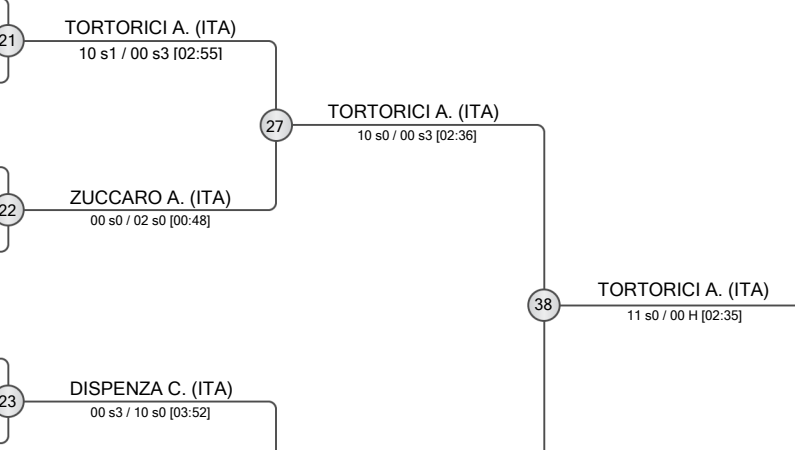 21
TORTORICI A. (ITA)
10 s1 / 00 s3 [02:55]
27
TORTORICI A. (ITA)
10 s0 / 00 s3 [02:36]
22
ZUCCARO A. (ITA)
00 s0 / 02 s0 [00:48]
38
TORTORICI A. (ITA)
11 s0 / 00 H [02:35]
23
DISPENZA C. (ITA)
00 s3 / 10 s0 [03:52]